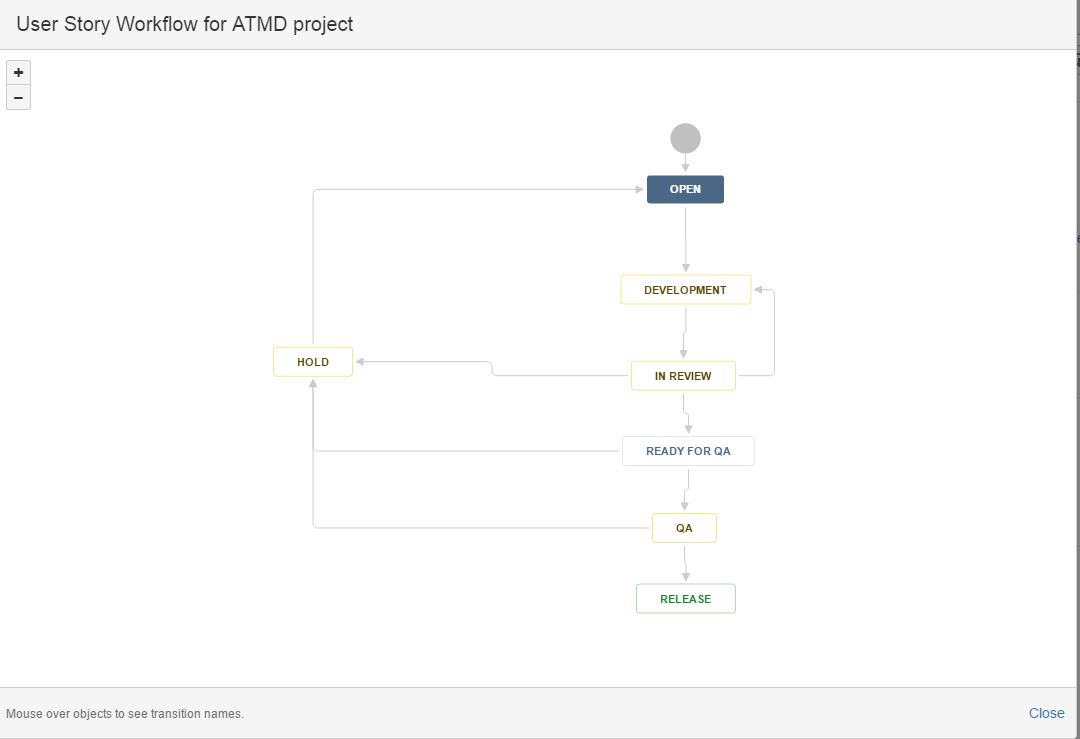 User Story Workflow for ATMD project
+
−
OPEN
DEVELOPMENT
HOLD
IN REVIEW
READY FOR QA
QA
RELEASE
Mouse over objects to see transition names.
Close